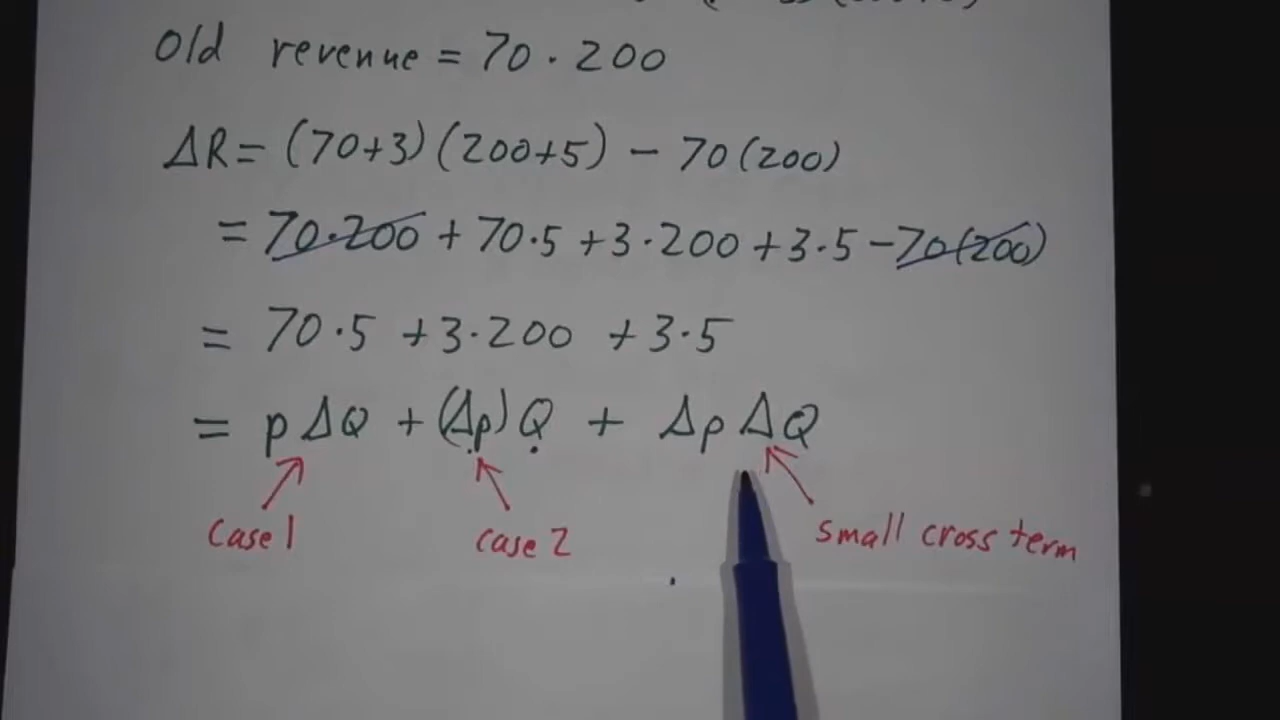 Old revenue = 70 · 200
ΔR = (70+3)(200+5) − 70(200)
= 70·200 + 70·5 + 3·200 + 3·5 − 70(200)
= 70·5 + 3·200 + 3·5
= pΔQ + (Δp)Q + ΔpΔQ
Case 1
case 2
small cross term